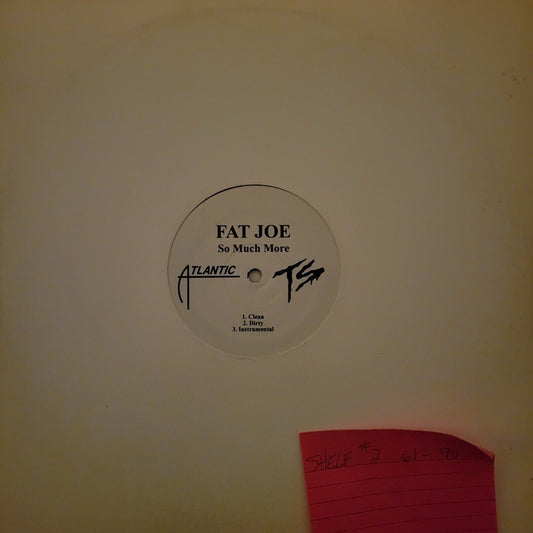 FAT JOE
So Much More
ATLANTIC TS
1. Clean
2. Dirty
3. Instrumental
SHELF #2 61-90